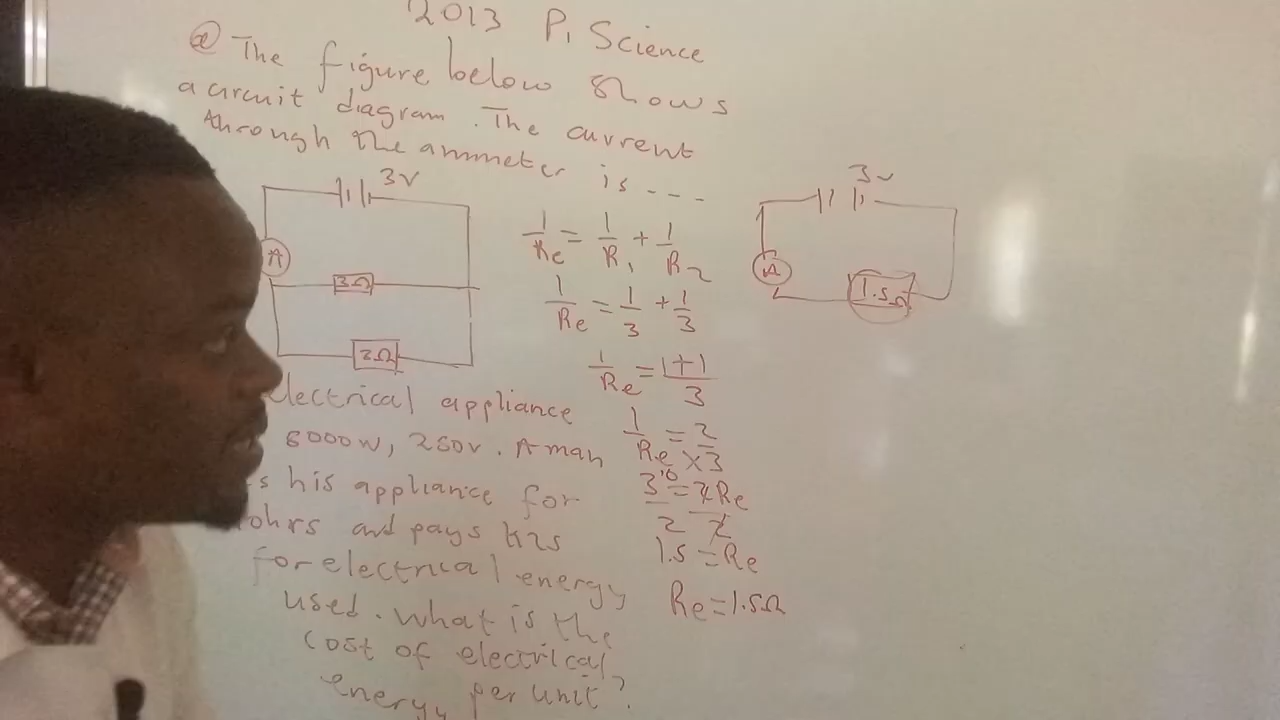 2013 P1 Science
@ The figure below shows
a circuit diagram. The current
through the ammeter is ---
3V
A
3Ω
3Ω
1/Re = 1/R1 + 1/R2
1/Re = 1/3 + 1/3
1/Re = 1+1/3
1/Re = 2/3
3 = 2Re
2 2
1.5 = Re
Re = 1.5Ω
3V
A
1.5Ω
electrical appliance
250V. A man
his appliance for
and pays K25
for electrical energy
used. What is the
cost of electrical
energy per unit?